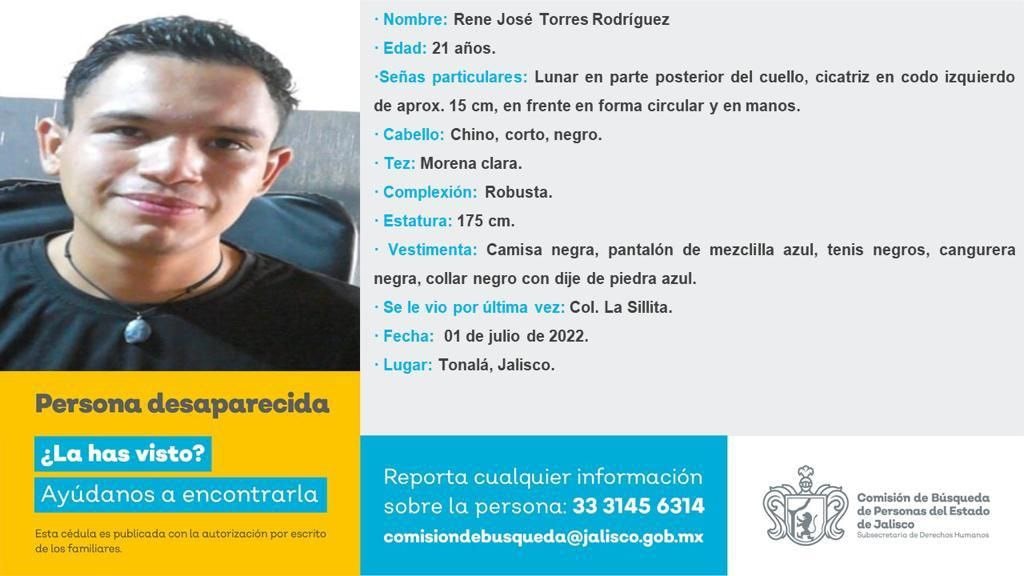 · Nombre: Rene José Torres Rodríguez
· Edad: 21 años.
·Señas particulares: Lunar en parte posterior del cuello, cicatriz en codo izquierdo
de aprox. 15 cm, en frente en forma circular y en manos.
· Cabello: Chino, corto, negro.
· Tez: Morena clara.
· Complexión: Robusta.
· Estatura: 175 cm.
· Vestimenta: Camisa negra, pantalón de mezclilla azul, tenis negros, cangurera
negra, collar negro con dije de piedra azul.
· Se le vio por última vez: Col. La Sillita.
· Fecha: 01 de julio de 2022.
· Lugar: Tonalá, Jalisco.
Persona desaparecida
¿La has visto?
Ayúdanos a encontrarla
Esta cédula es publicada con la autorización por escrito
de los familiares.
Reporta cualquier información
sobre la persona: 33 3145 6314
comisiondebusqueda@jalisco.gob.mx
Comisión de Búsqueda
de Personas del Estado
de Jalisco
Subsecretaría de Derechos Humanos